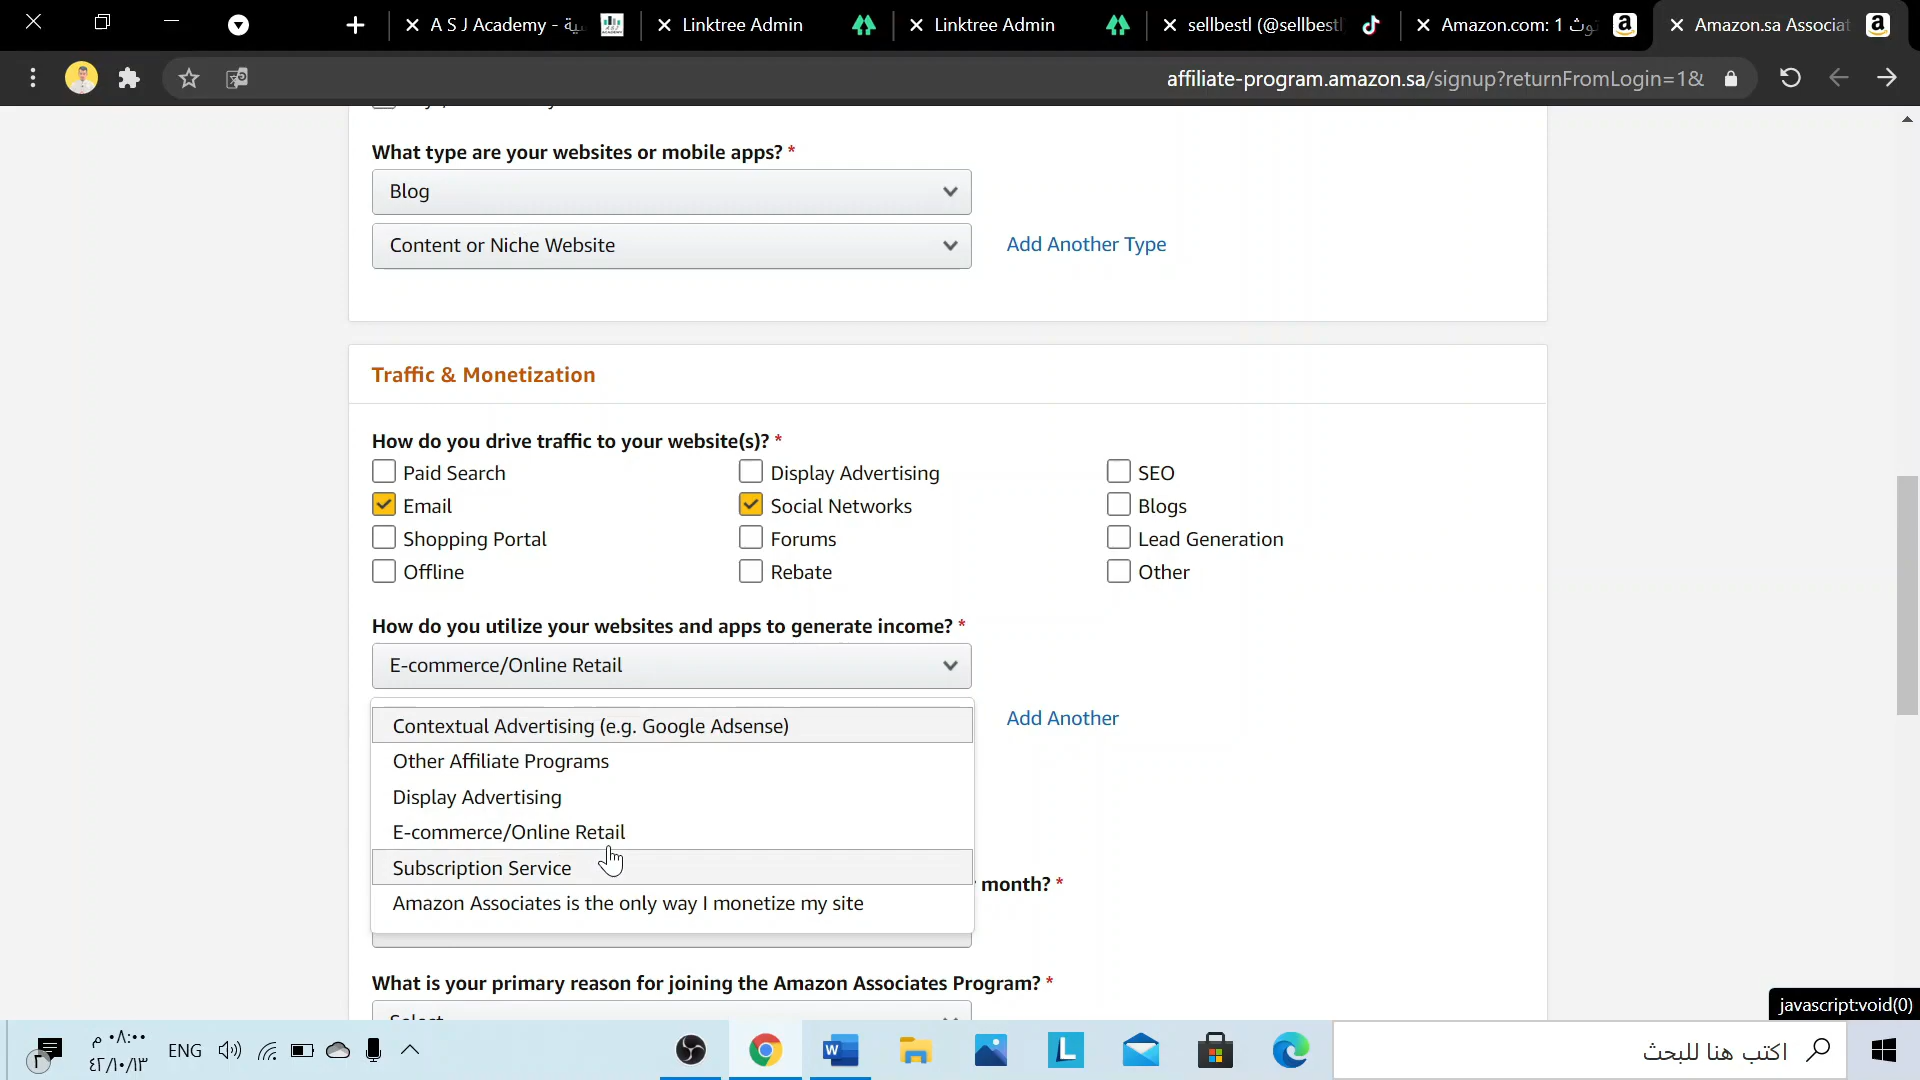 A S J Academy -
Linktree Admin
Linktree Admin
sellbestl (@sellbestl
Amazon.com: 1
Amazon.sa Associat
affiliate-program.amazon.sa/signup?returnFromLogin=1&
What type are your websites or mobile apps? *
Blog
Content or Niche Website
Add Another Type
Traffic & Monetization
How do you drive traffic to your website(s)? *
Paid Search
Display Advertising
SEO
Email
Social Networks
Blogs
Shopping Portal
Forums
Lead Generation
Offline
Rebate
Other
How do you utilize your websites and apps to generate income? *
E-commerce/Online Retail
Contextual Advertising (e.g. Google Adsense)
Add Another
Other Affiliate Programs
Display Advertising
E-commerce/Online Retail
Subscription Service
month? *
Amazon Associates is the only way I monetize my site
What is your primary reason for joining the Amazon Associates Program? *
Select
javascript:void(0)
٠٨:٠٠ م
٤٢/١٠/١٣
٢
ENG
W
L
اكتب هنا للبحث